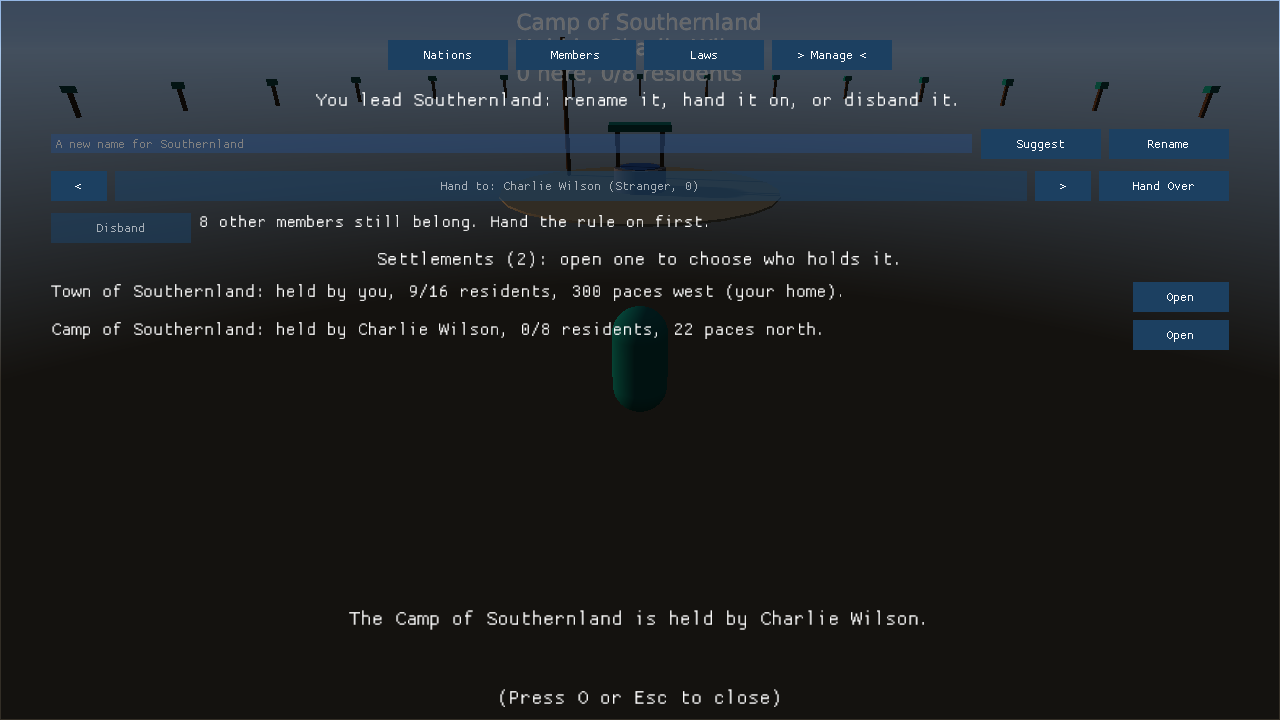 Camp of Southernland
Nations
Members
Laws
> Manage <
0 here, 0/8 residents
You lead Southernland: rename it, hand it on, or disband it.
A new name for Southernland
Suggest
Rename
<
Hand to: Charlie Wilson (Stranger, 0)
>
Hand Over
Disband
8 other members still belong. Hand the rule on first.
Settlements (2): open one to choose who holds it.
Town of Southernland: held by you, 9/16 residents, 300 paces west (your home).
Open
Camp of Southernland: held by Charlie Wilson, 0/8 residents, 22 paces north.
Open
The Camp of Southernland is held by Charlie Wilson.
(Press O or Esc to close)